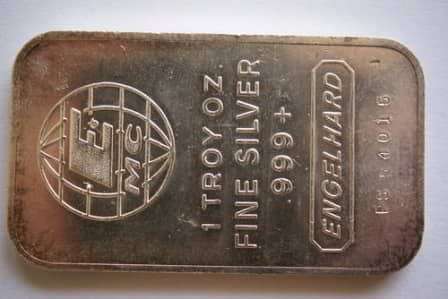 E
MC
1 TROY OZ
FINE SILVER
.999+
ENGELHARD